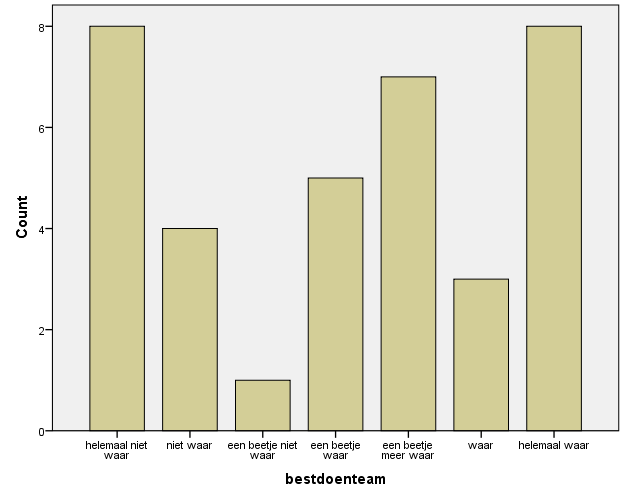 8
6
4
2
0
Count
helemaal niet
waar
niet waar
een beetje niet
waar
een beetje
waar
een beetje
meer waar
waar
helemaal waar
bestdoenteam